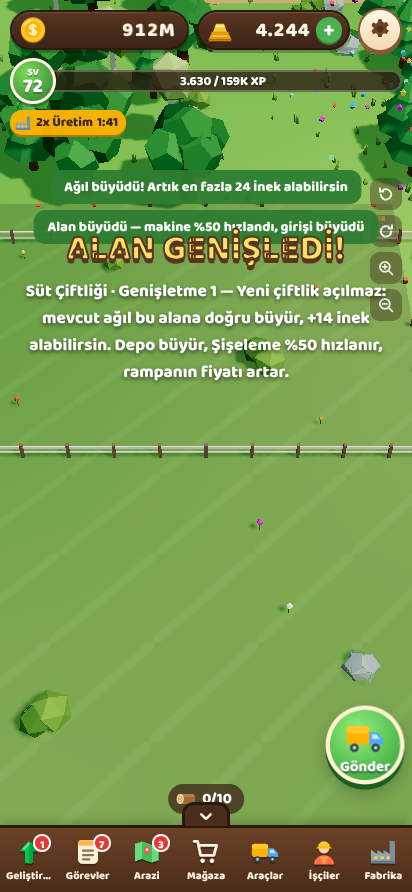 912M
4.244
SV
72
3.630 / 159K XP
2x Üretim 1:41
Ağıl büyüdü! Artık en fazla 24 inek alabilirsin
Alan büyüdü — makine %50 hızlandı, girişi büyüdü
ALAN GENİŞLEDİ!
Süt Çiftliği · Genişletme 1 — Yeni çiftlik açılmaz:
mevcut ağıl bu alana doğru büyür, +14 inek
alabilirsin. Depo büyür, Şişeleme %50 hızlanır,
rampanın fiyatı artar.
Gönder
0/10
1
7
3
Geliştir...
Görevler
Arazi
Mağaza
Araçlar
İşçiler
Fabrika